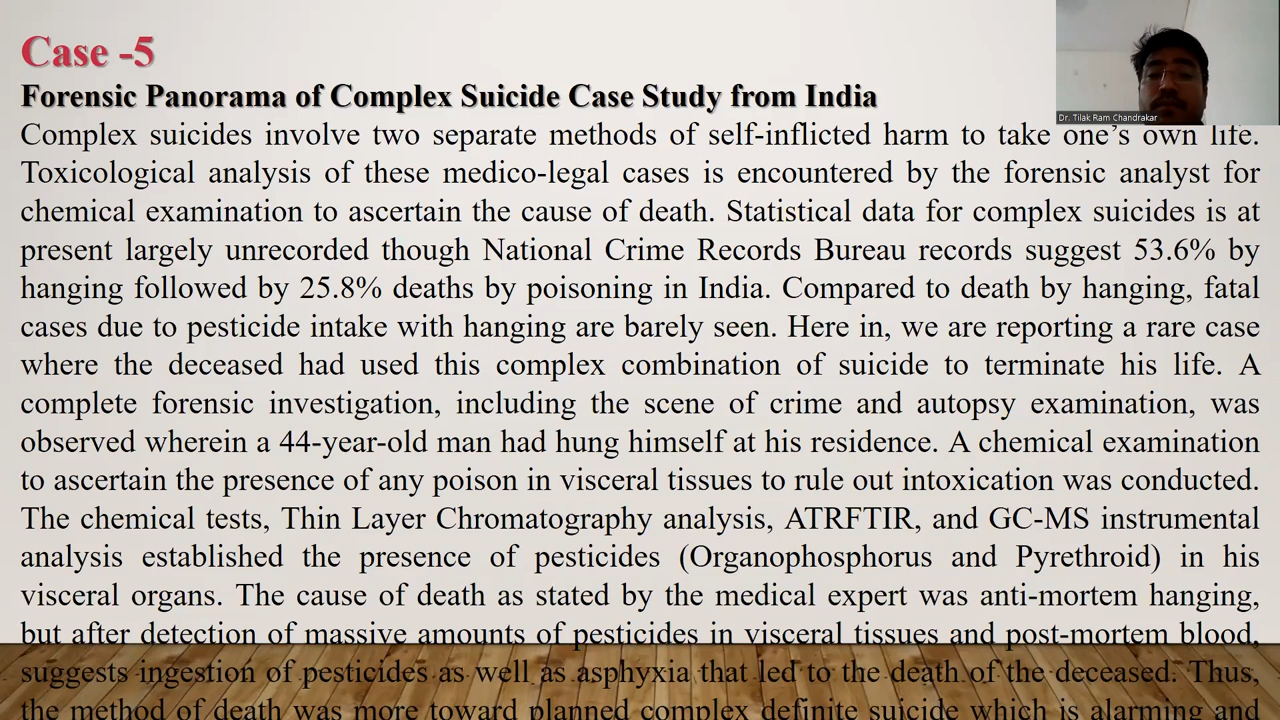 Case -5
Forensic Panorama of Complex Suicide Case Study from India
Dr. Tilak Ram Chandrakar
Complex suicides involve two separate methods of self-inflicted harm to take one’s own life.
Toxicological analysis of these medico-legal cases is encountered by the forensic analyst for
chemical examination to ascertain the cause of death. Statistical data for complex suicides is at
present largely unrecorded though National Crime Records Bureau records suggest 53.6% by
hanging followed by 25.8% deaths by poisoning in India. Compared to death by hanging, fatal
cases due to pesticide intake with hanging are barely seen. Here in, we are reporting a rare case
where the deceased had used this complex combination of suicide to terminate his life. A
complete forensic investigation, including the scene of crime and autopsy examination, was
observed wherein a 44-year-old man had hung himself at his residence. A chemical examination
to ascertain the presence of any poison in visceral tissues to rule out intoxication was conducted.
The chemical tests, Thin Layer Chromatography analysis, ATRFTIR, and GC-MS instrumental
analysis established the presence of pesticides (Organophosphorus and Pyrethroid) in his
visceral organs. The cause of death as stated by the medical expert was anti-mortem hanging,
but after detection of massive amounts of pesticides in visceral tissues and post-mortem blood,
suggests ingestion of pesticides as well as asphyxia that led to the death of the deceased. Thus,
the method of death was more toward planned complex definite suicide which is alarming and